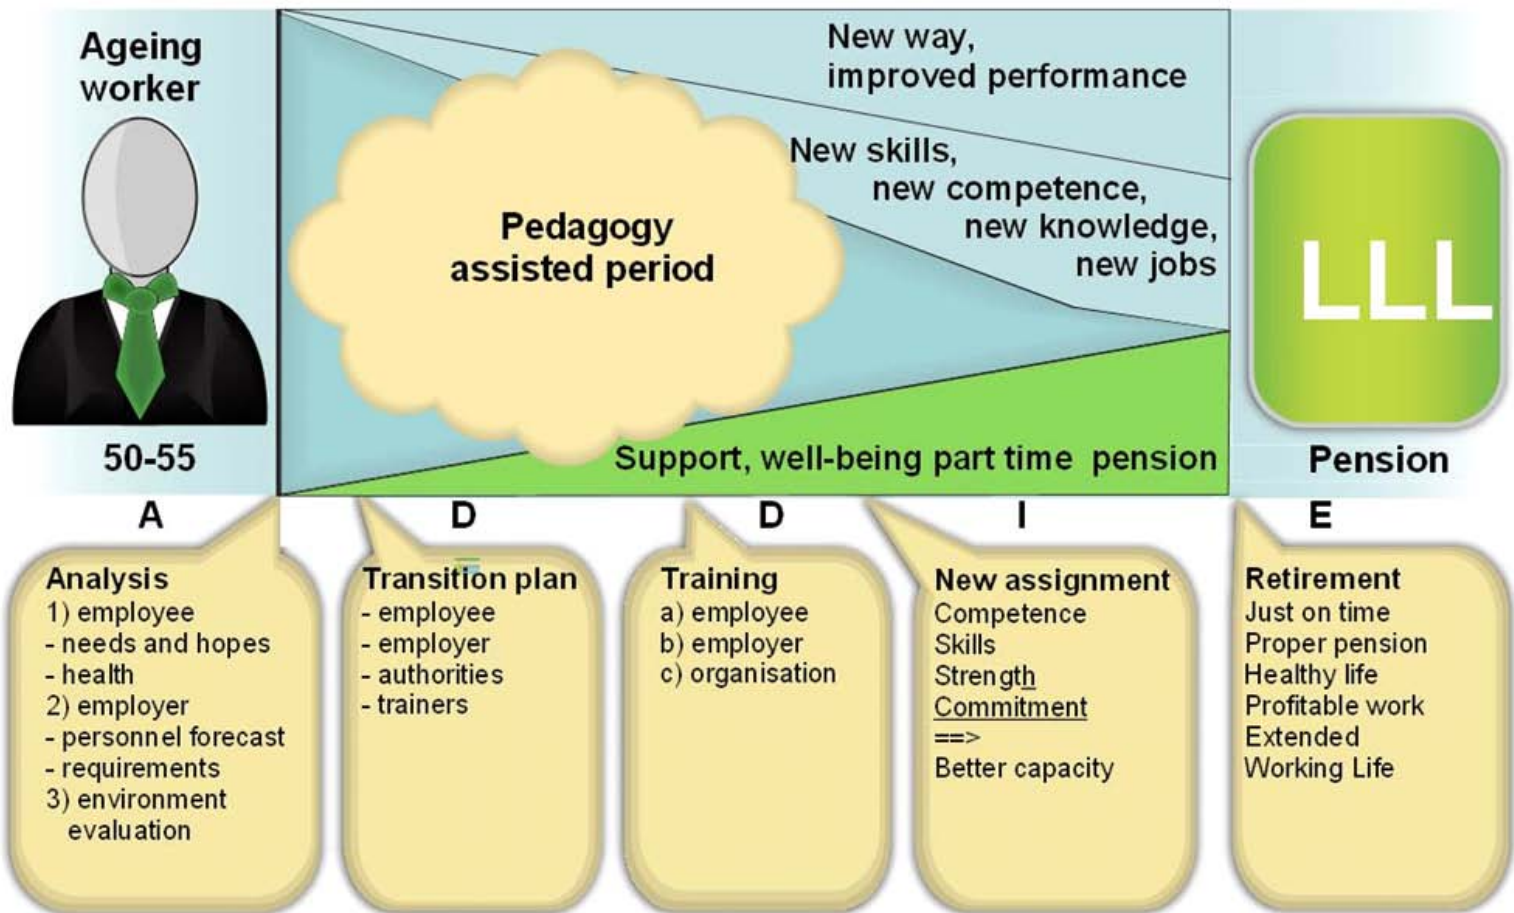 Ageing
worker
50-55
New way,
improved performance
New skills,
new competence,
new knowledge,
new jobs
Pedagogy
assisted period
Support, well-being part time pension
LLL
Pension
A
D
D
I
E
Analysis
1) employee
- needs and hopes
- health
2) employer
- personnel forecast
- requirements
3) environment
evaluation
Transition plan
- employee
- employer
- authorities
- trainers
Training
a) employee
b) employer
c) organisation
New assignment
Competence
Skills
Strength
Commitment
==>
Better capacity
Retirement
Just on time
Proper pension
Healthy life
Profitable work
Extended
Working Life